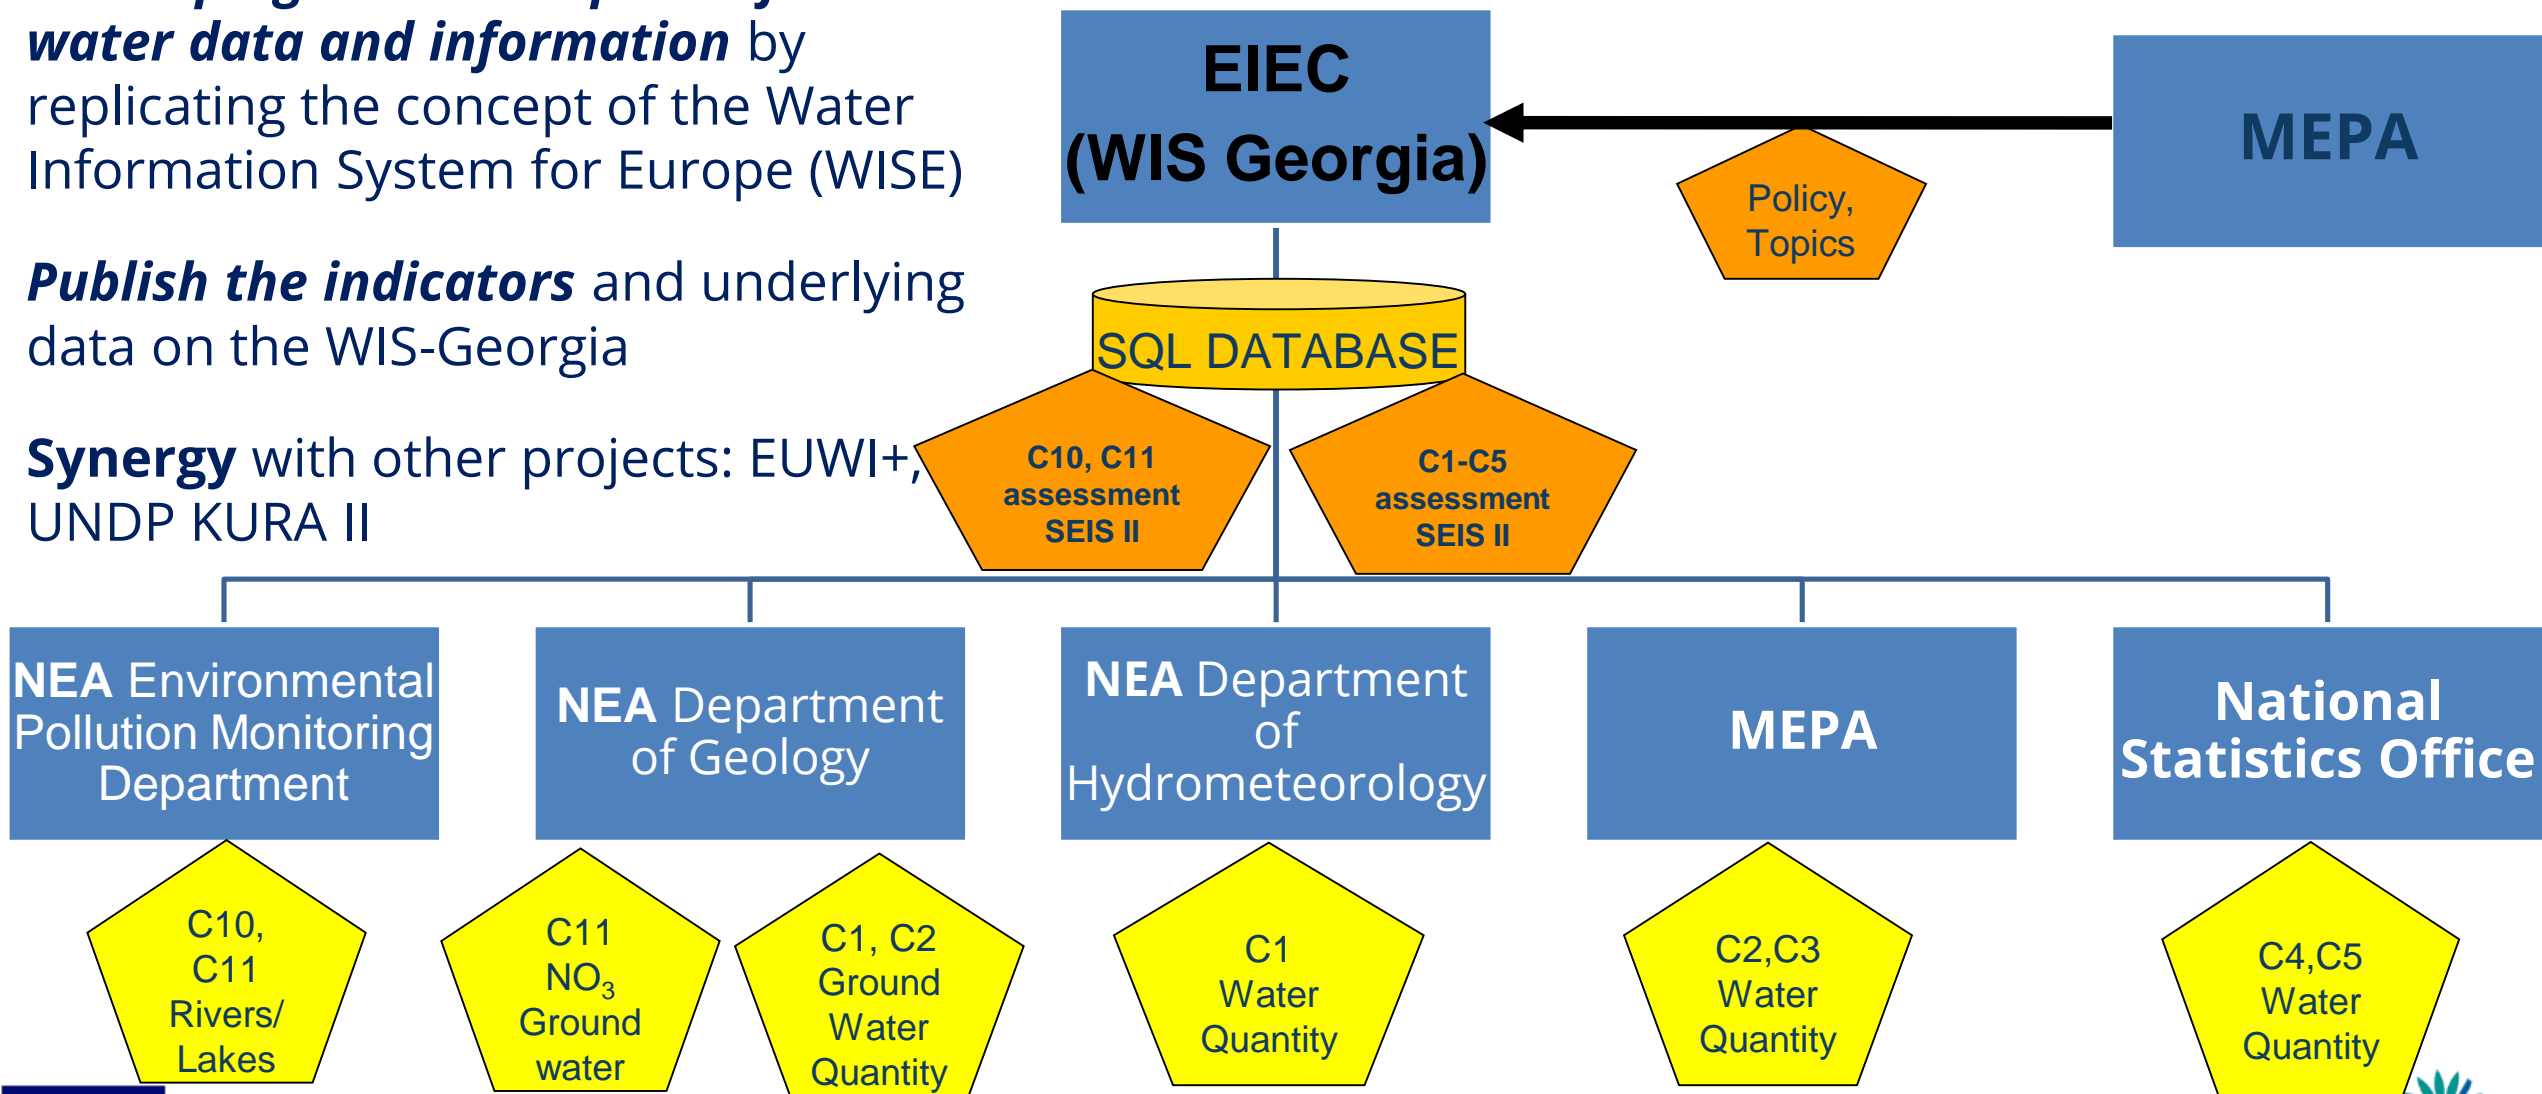 water data and information by
replicating the concept of the Water
Information System for Europe (WISE)
Publish the indicators and underlying
data on the WIS-Georgia
Synergy with other projects: EUWI+,
UNDP KURA II
EIEC
(WIS Georgia)
MEPA
Policy,
Topics
SQL DATABASE
C10, C11
assessment
SEIS II
C1-C5
assessment
SEIS II
NEA Environmental
Pollution Monitoring
Department
NEA Department
of Geology
NEA Department
of
Hydrometeorology
MEPA
National
Statistics Office
C10,
C11
Rivers/
Lakes
C11
NO₃
Ground
water
C1, C2
Ground
Water
Quantity
C1
Water
Quantity
C2,C3
Water
Quantity
C4,C5
Water
Quantity